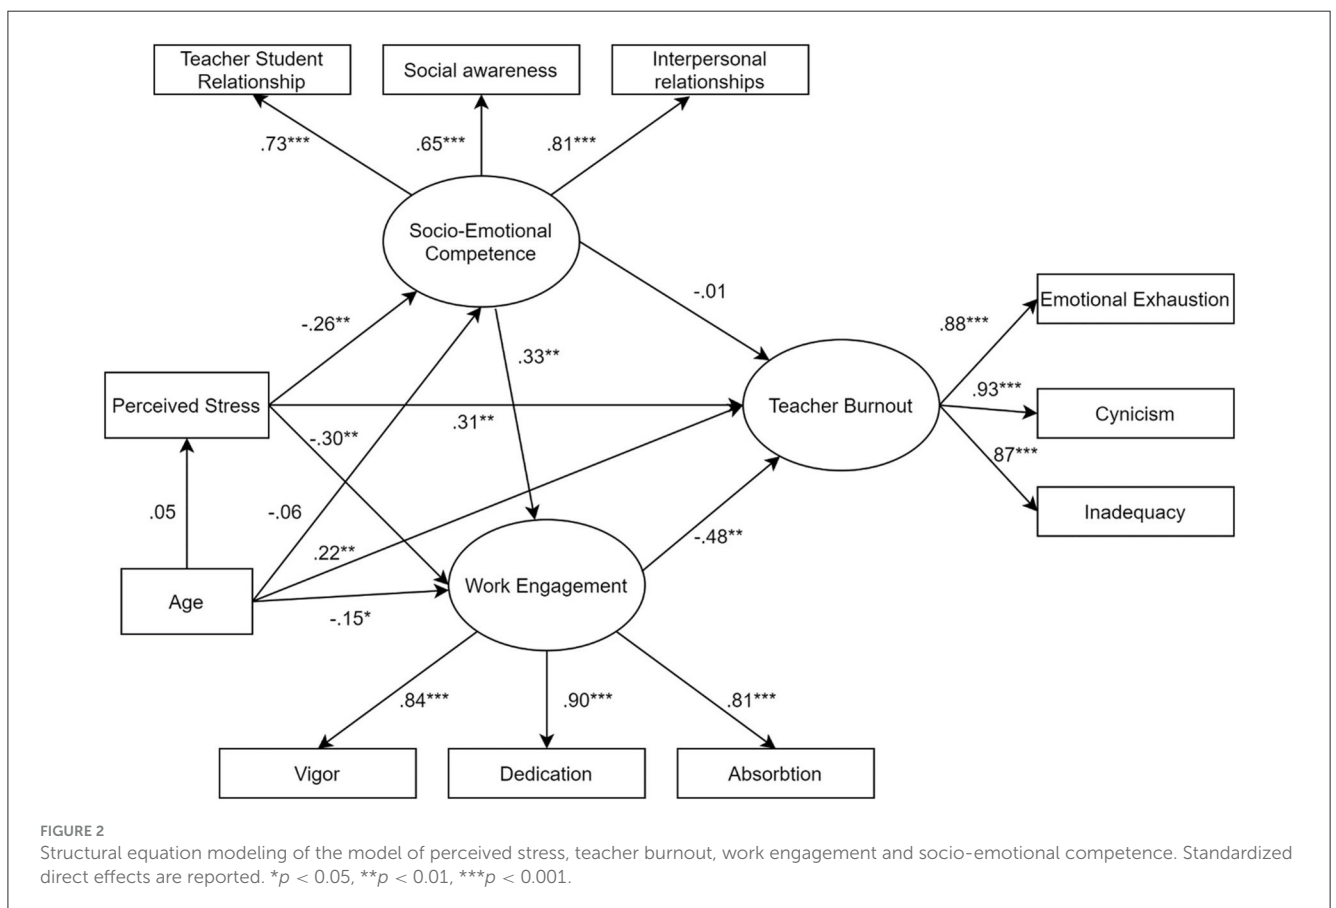 Teacher Student
Relationship
Social awareness
Interpersonal
relationships
.73***
.65***
.81***
Socio-Emotional
Competence
-.01
Emotional Exhaustion
-.26**
.88***
.33**
Perceived Stress
Teacher Burnout
.93***
Cynicism
.31**
-.30**
87***
.05
-.06
Inadequacy
-.48**
.22**
Age
Work Engagement
-.15*
.84***
.90***
.81***
Vigor
Dedication
Absorbtion
FIGURE 2
Structural equation modeling of the model of perceived stress, teacher burnout, work engagement and socio-emotional competence. Standardized
direct effects are reported. *p < 0.05, **p < 0.01, ***p < 0.001.